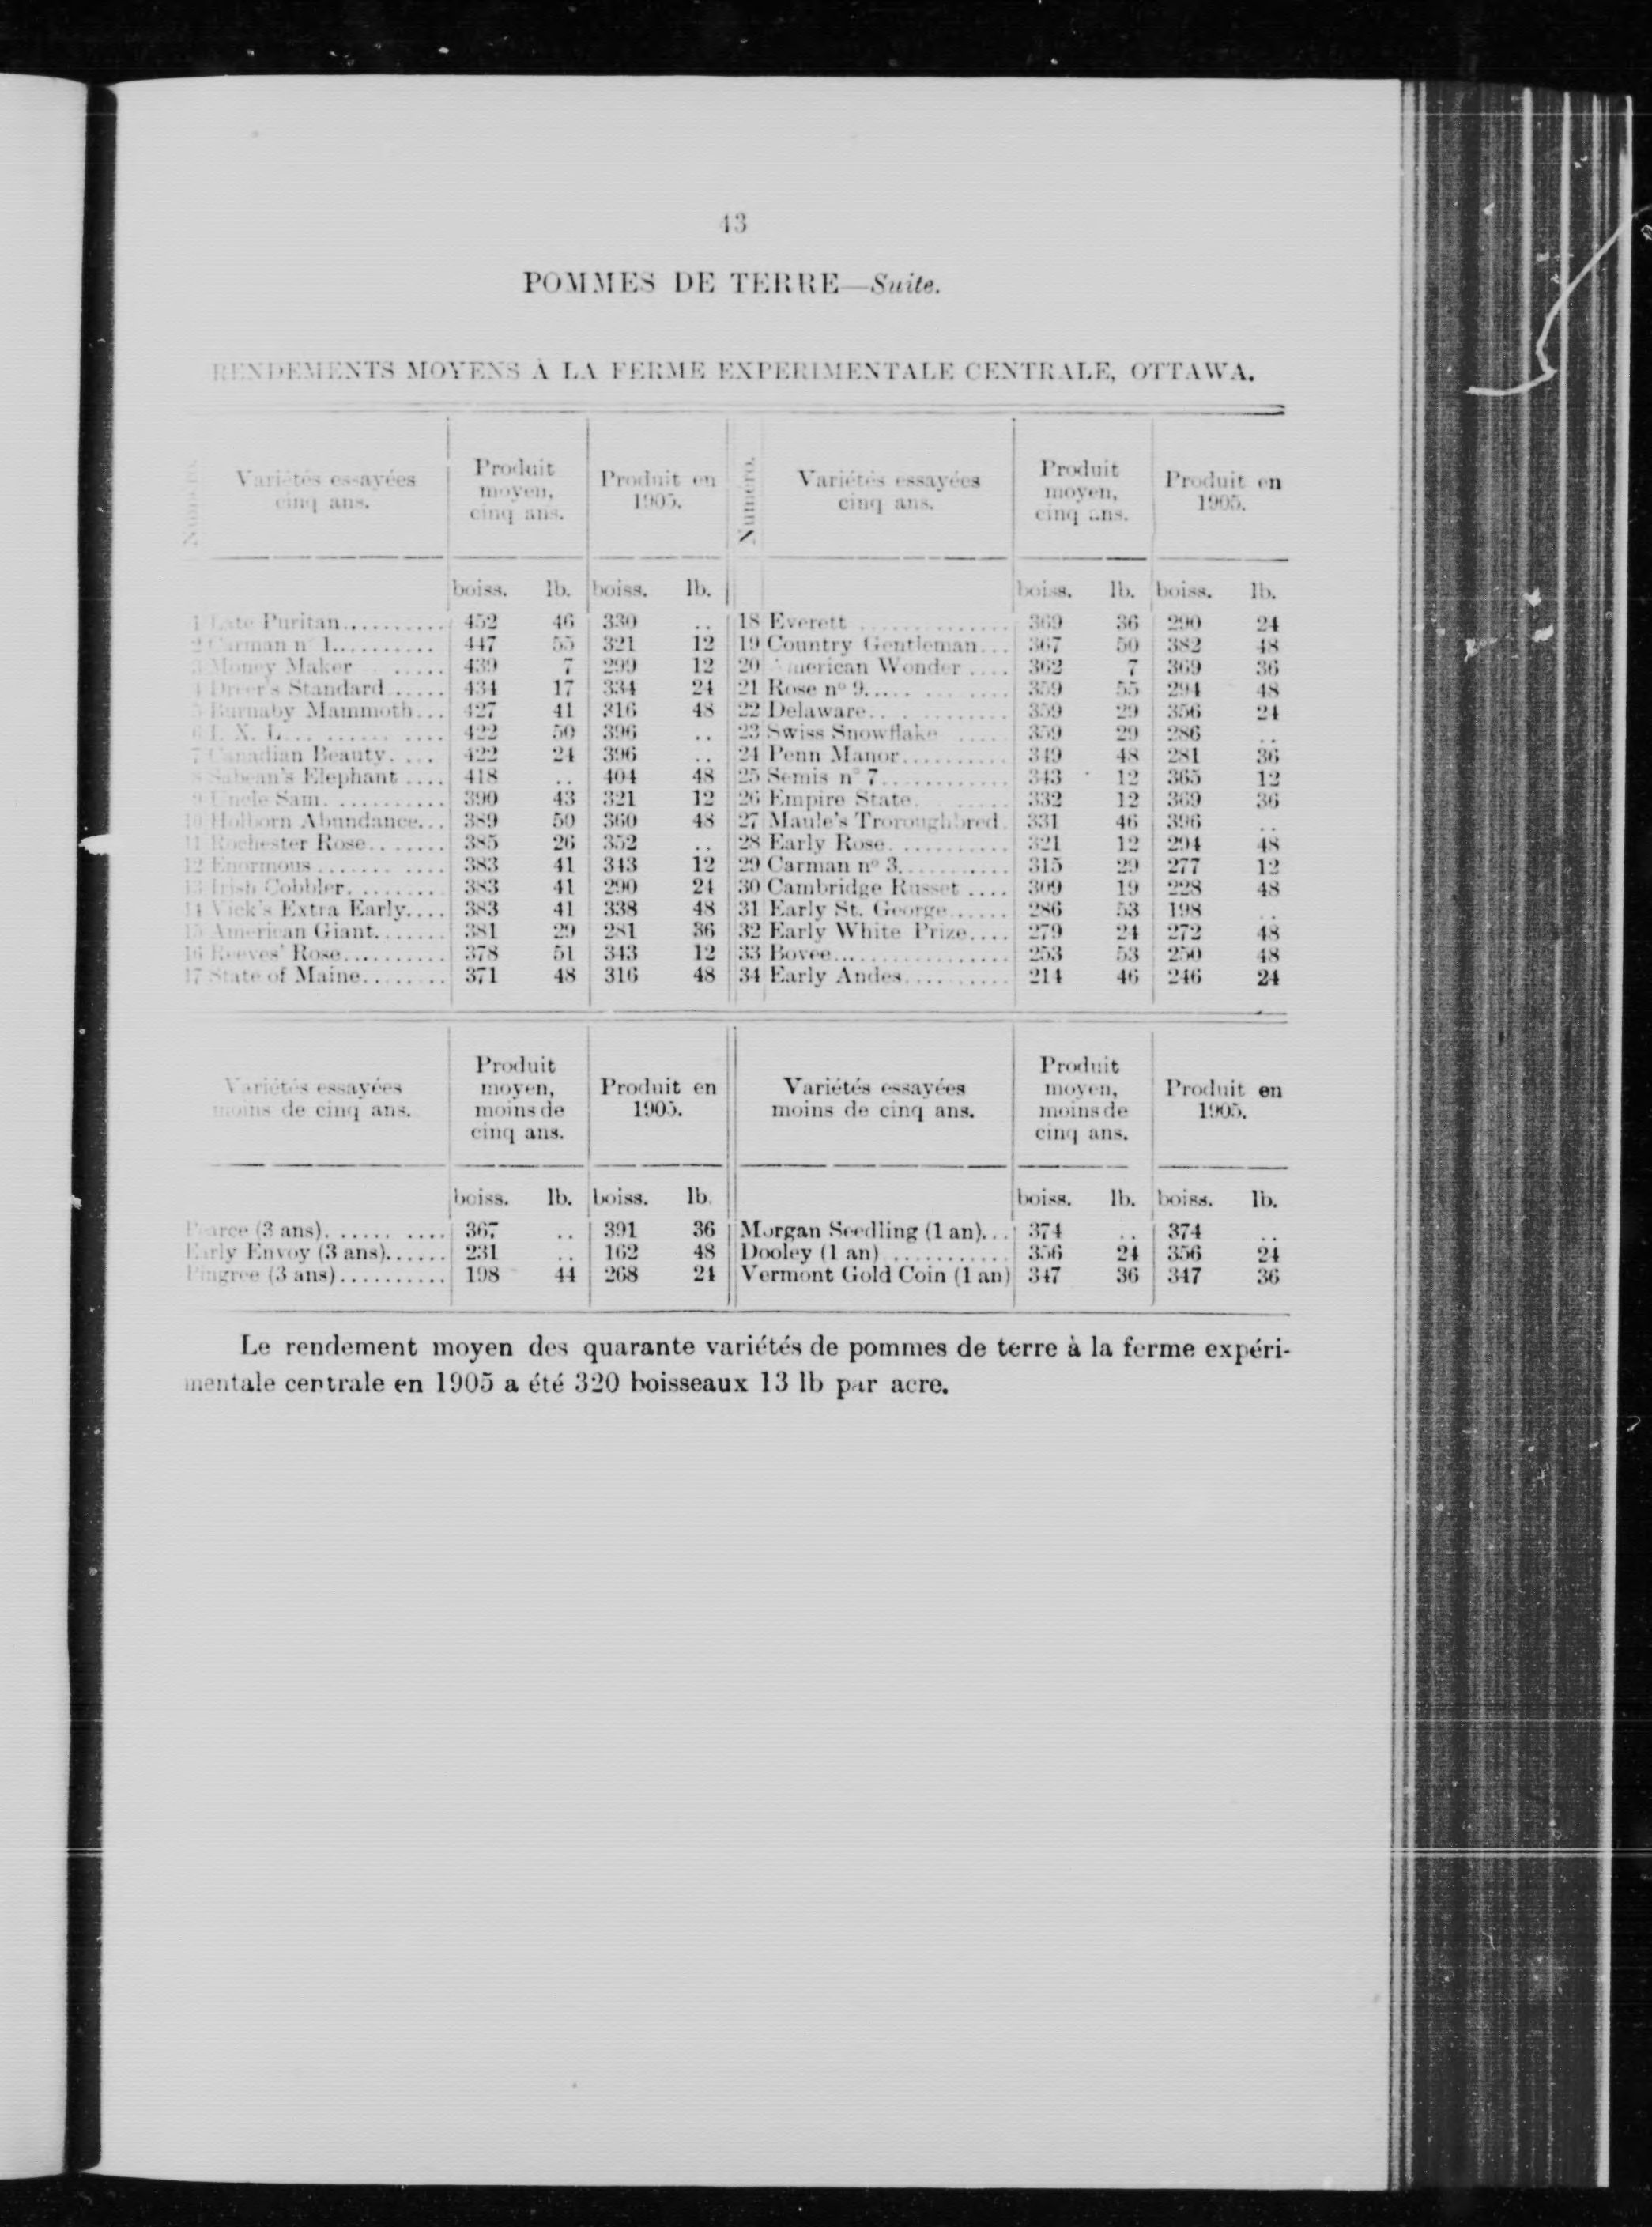 43
POMMES DE TERRE—Suite.
RENDEMENTS MOYENS À LA FERME EXPERIMENTALE CENTRALE, OTTAWA.
Numéro. Variétés essayées cinq ans. Produit moyen, cinq ans. Produit en 1905. Numéro. Variétés essayées cinq ans. Produit moyen, cinq ans. Produit en 1905.
boiss. lb. boiss. lb. boiss. lb. boiss. lb.
1 Late Puritan.......... 452 46 330 .. 18 Everett .............. 369 36 290 24
2 Carman n° 1.......... 447 55 321 12 19 Country Gentleman... 367 50 382 48
3 Money Maker ..... 439 7 299 12 20 American Wonder .... 362 7 369 36
4 Dreer's Standard ..... 434 17 334 24 21 Rose n° 9..... ........ 359 55 294 48
5 Burnaby Mammoth... 427 41 316 48 22 Delaware.. ........... 359 29 356 24
6 I. X. L... ........ .... 422 50 396 .. 23 Swiss Snowflake ..... 359 29 286 ..
7 Canadian Beauty. ... 422 24 396 .. 24 Penn Manor.......... 349 48 281 36
8 Sabean's Elephant .... 418 .. 404 48 25 Semis n° 7............ 343 12 365 12
9 Uncle Sam. .......... 390 43 321 12 26 Empire State. ...... 332 12 369 36
10 Holborn Abundance... 389 50 360 48 27 Maule's Troroughbred. 331 46 396 ..
11 Rochester Rose....... 385 26 352 .. 28 Early Rose........... 321 12 294 48
12 Enormous ........ .... 383 41 343 12 29 Carman n° 3.......... 315 29 277 12
13 Irish Cobbler. ........ 383 41 290 24 30 Cambridge Russet .... 309 19 228 48
14 Vick's Extra Early.... 383 41 338 48 31 Early St. George...... 286 53 198 ..
15 American Giant....... 381 29 281 36 32 Early White Prize.... 279 24 272 48
16 Reeves' Rose.......... 378 51 343 12 33 Bovee................. 253 53 250 48
17 State of Maine........ 371 48 316 48 34 Early Andes.......... 214 46 246 24
Variétés essayées moins de cinq ans. Produit moyen, moins de cinq ans. Produit en 1905. Variétés essayées moins de cinq ans. Produit moyen, moins de cinq ans. Produit en 1905.
boiss. lb. boiss. lb. boiss. lb. boiss. lb.
Pearce (3 ans)....... .... 367 .. 391 36 Morgan Seedling (1 an)... 374 .. 374 ..
Early Envoy (3 ans)...... 231 .. 162 48 Dooley (1 an) ........... 356 24 356 24
Pingree (3 ans).......... 198 44 268 24 Vermont Gold Coin (1 an) 347 36 347 36
Le rendement moyen des quarante variétés de pommes de terre à la ferme expéri-
mentale centrale en 1905 a été 320 boisseaux 13 lb par acre.